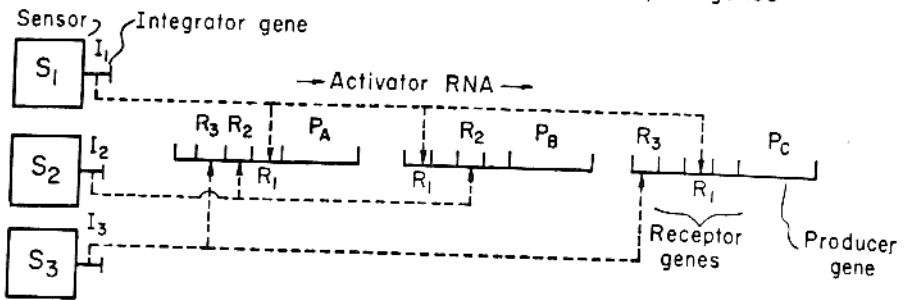 Sensor
Integrator gene
I1
S1
→ Activator RNA →
R3 R2 PA
R2 PB
R3 PC
I2
S2
R1
R1
R1
I3
S3
Receptor
genes
Producer
gene